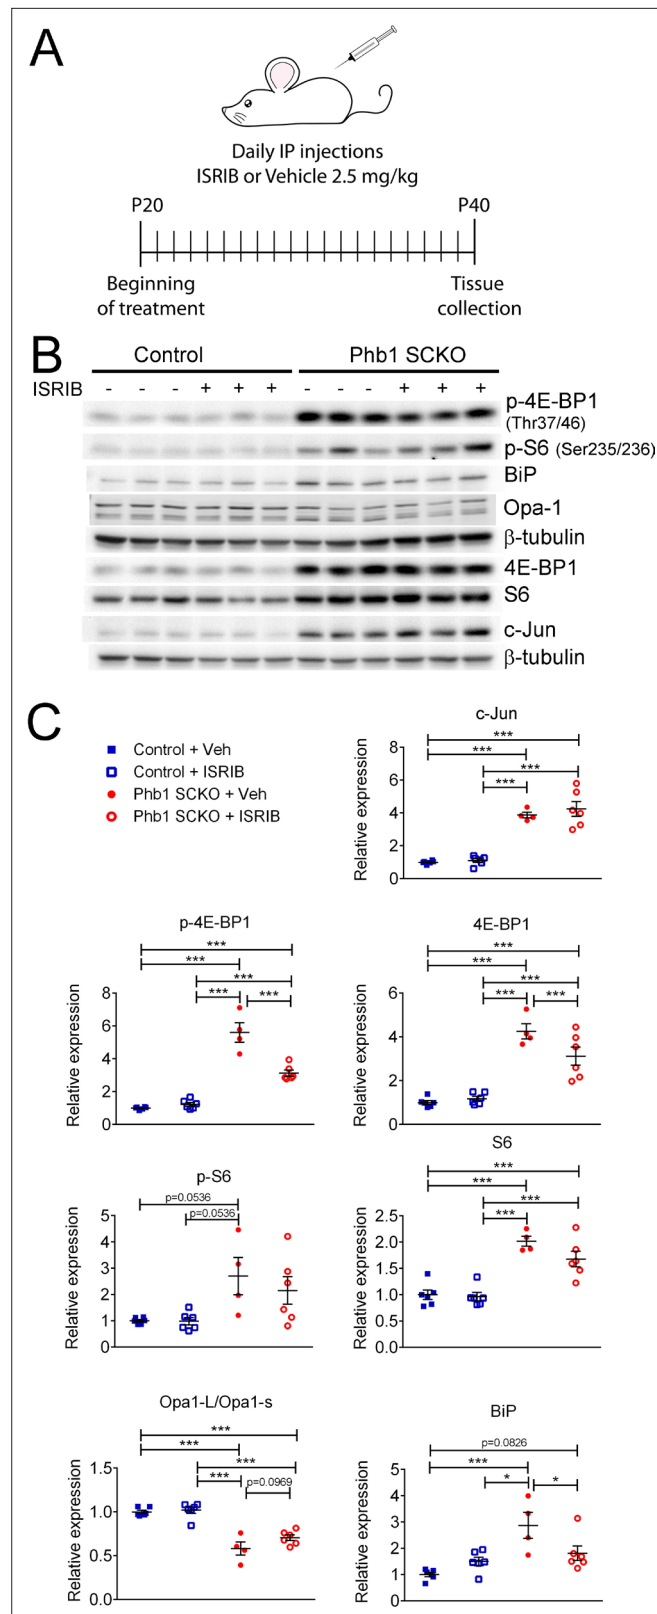 A
Daily IP injections
ISRIB or Vehicle 2.5 mg/kg
P20 P40
Beginning of treatment
Tissue collection
B
Control Phb1 SCKO
ISRIB - - - + + + - - - + + +
p-4E-BP1
(Thr37/46)
p-S6 (Ser235/236)
BiP
Opa-1
β-tubulin
4E-BP1
S6
c-Jun
β-tubulin
C
Control + Veh
Control + ISRIB
Phb1 SCKO + Veh
Phb1 SCKO + ISRIB
c-Jun
***
***
***
***
Relative expression
8
6
4
2
0
p-4E-BP1
***
***
***
*** ***
Relative expression
8
6
4
2
0
4E-BP1
***
***
***
*** ***
Relative expression
6
4
2
0
p-S6
p=0.0536
p=0.0536
Relative expression
5
4
3
2
1
0
S6
***
***
***
***
Relative expression
2.5
2.0
1.5
1.0
0.5
0.0
Opa1-L/Opa1-s
***
***
***
*** p=0.0969
Relative expression
1.5
1.0
0.5
0.0
BiP
p=0.0826
***
* *
Relative expression
5
4
3
2
1
0